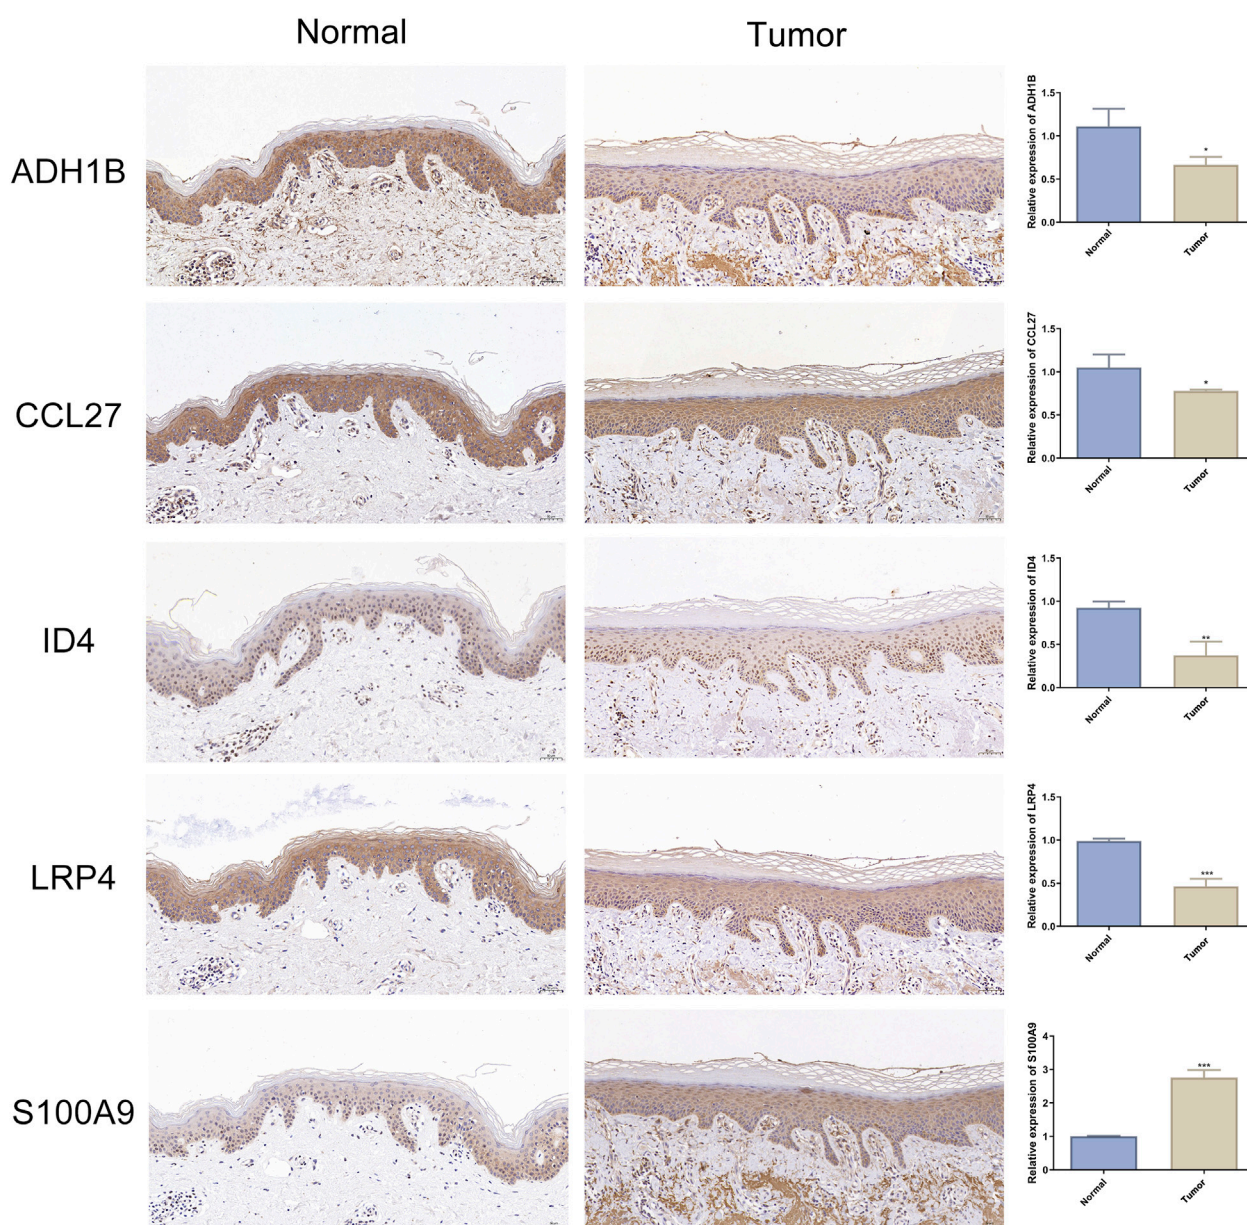 Normal
Tumor
ADH1B
Relative expression of ADH1B
1.5
1.0
0.5
0.0
*
Normal
Tumor
CCL27
Relative expression of CCL27
1.5
1.0
0.5
0.0
*
Normal
Tumor
ID4
Relative expression of ID4
1.5
1.0
0.5
0.0
**
Normal
Tumor
LRP4
Relative expression of LRP4
1.5
1.0
0.5
0.0
***
Normal
Tumor
S100A9
Relative expression of S100A9
4
3
2
1
0
***
Normal
Tumor